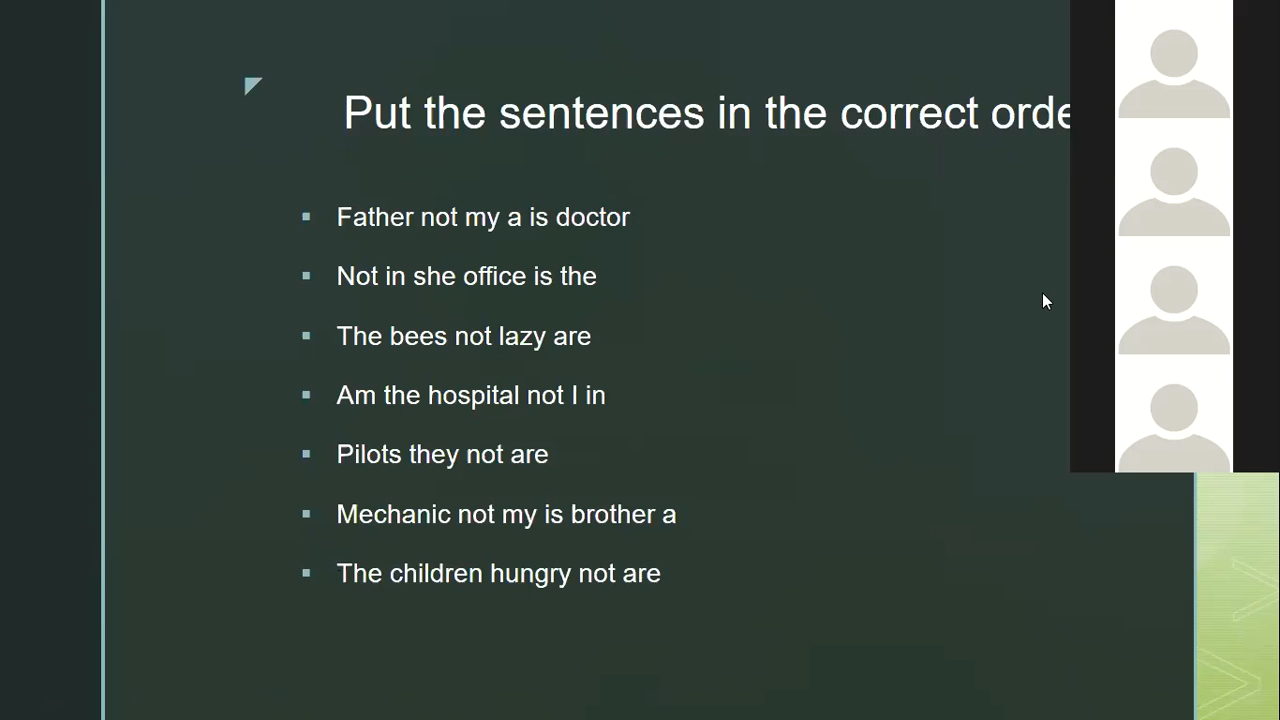 Put the sentences in the correct orde
Father not my a is doctor
Not in she office is the
The bees not lazy are
Am the hospital not I in
Pilots they not are
Mechanic not my is brother a
The children hungry not are